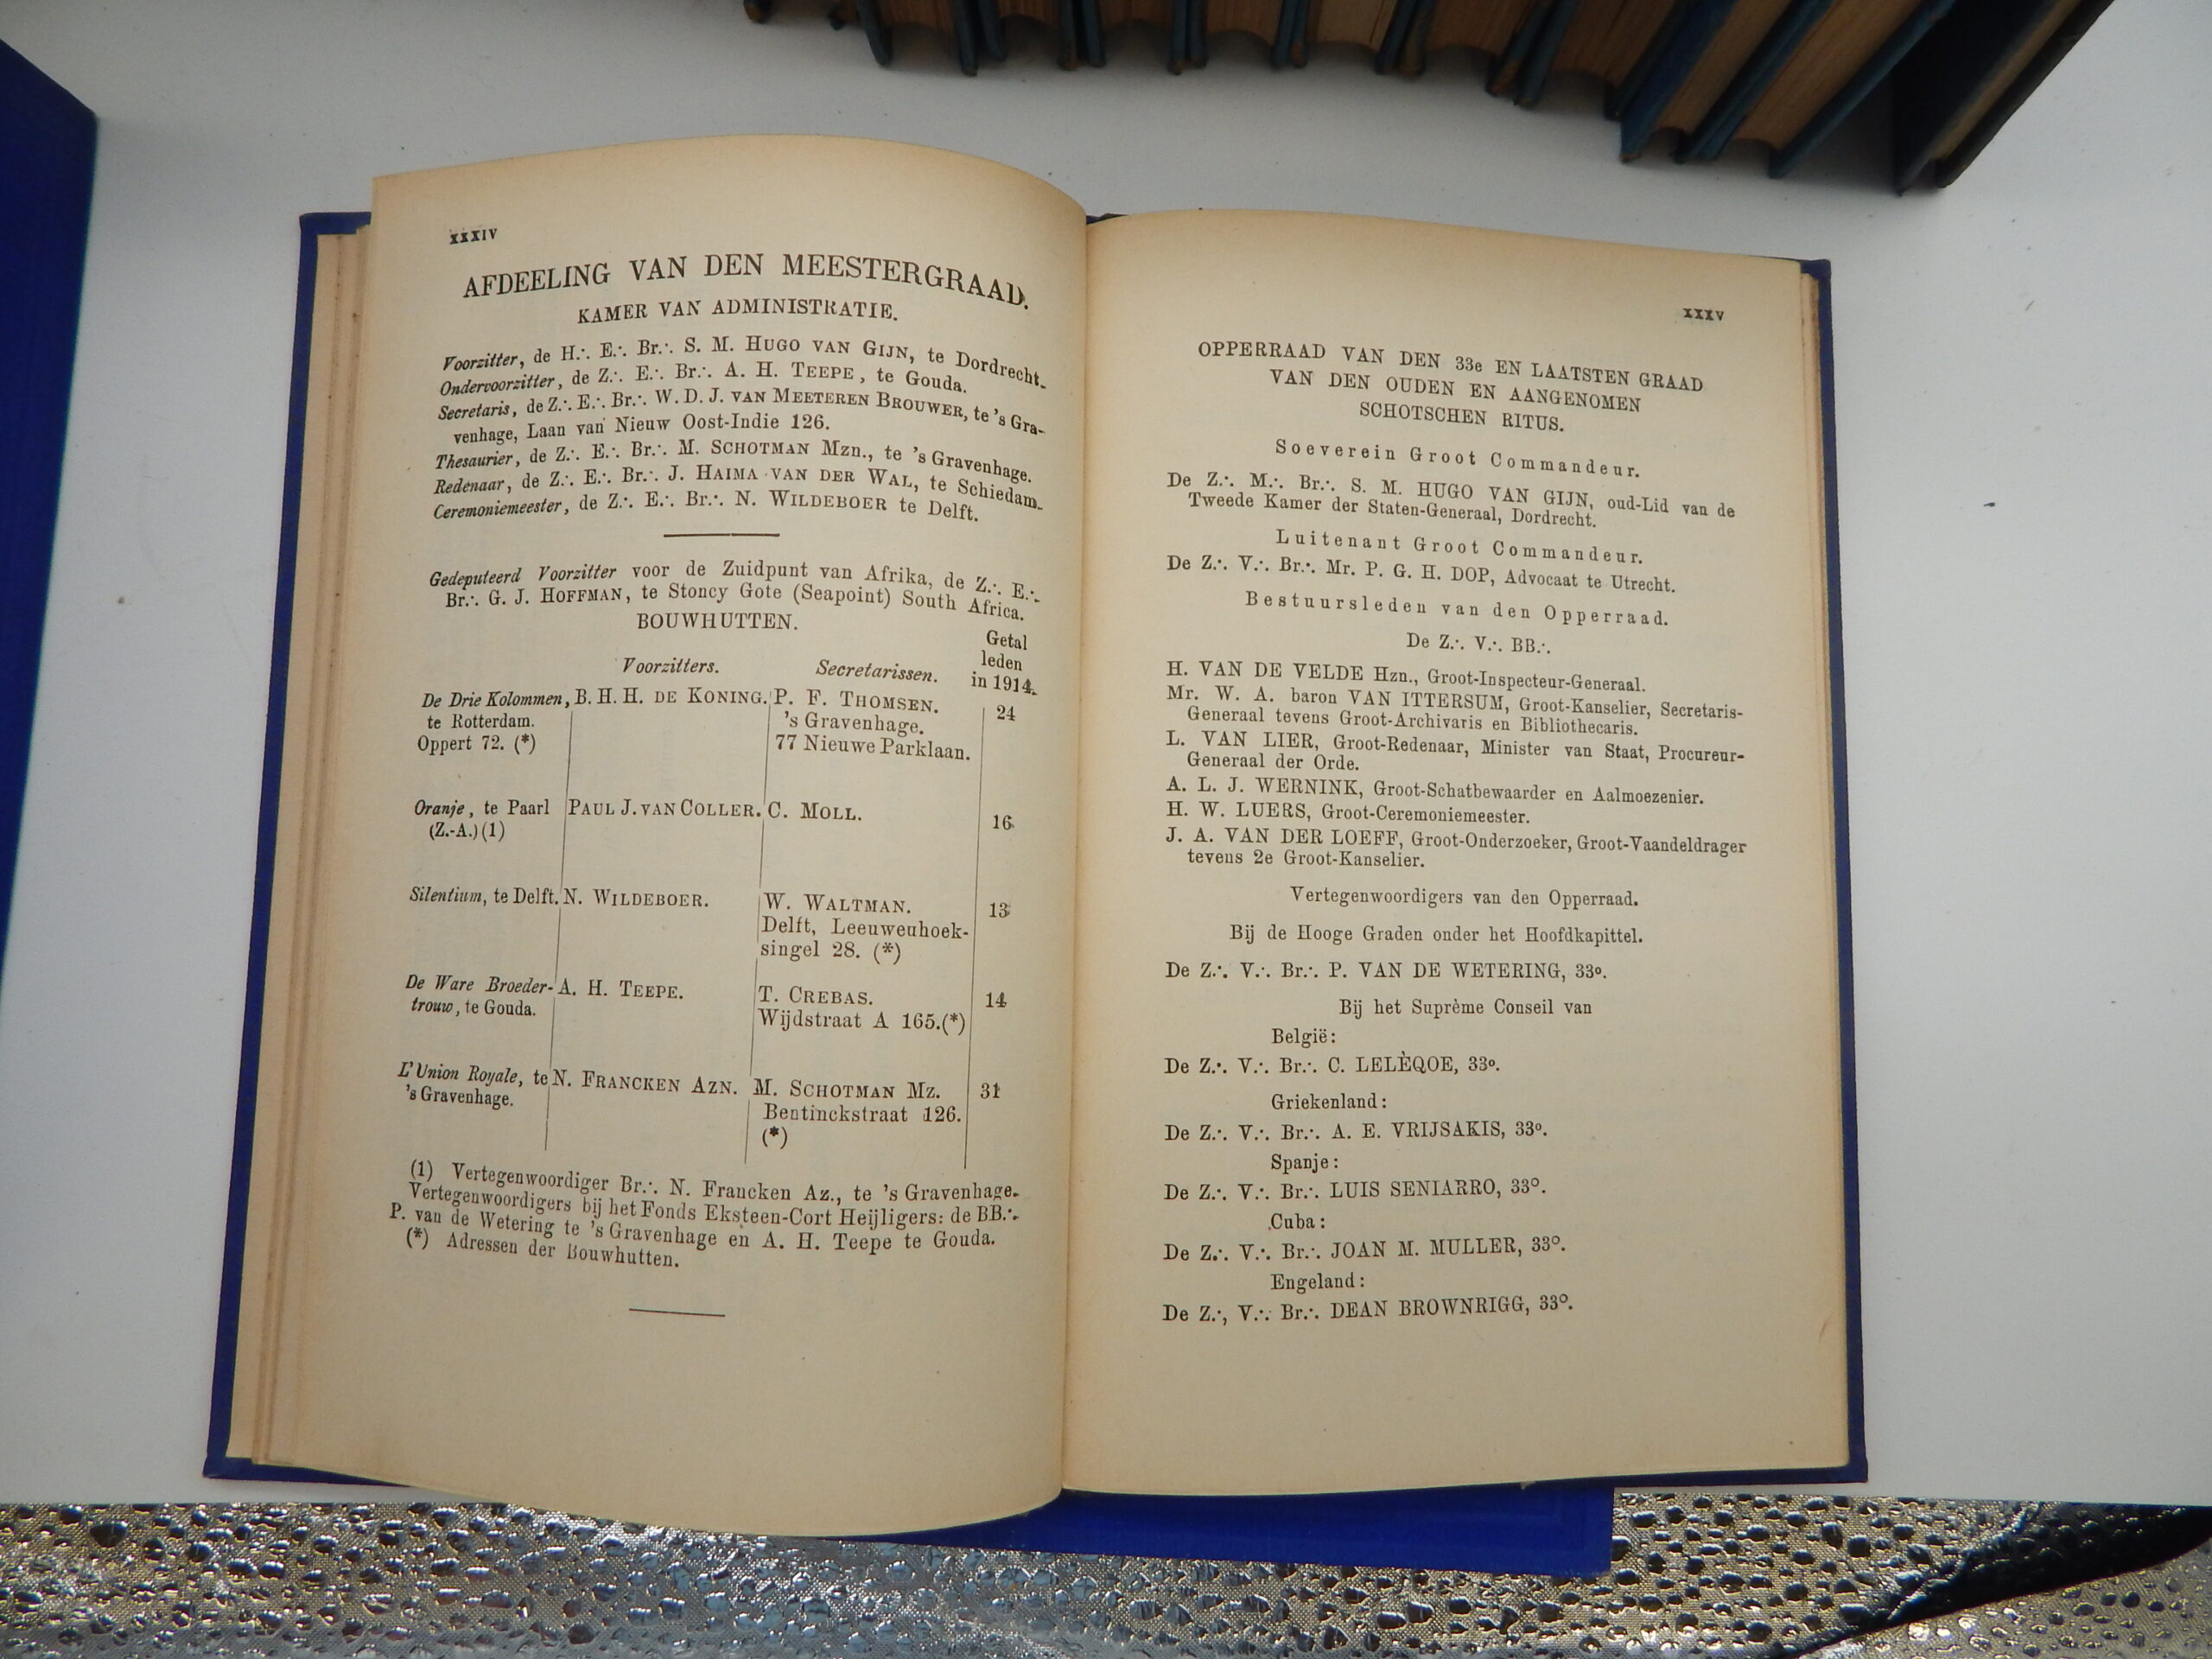 XXXIV
AFDEELING VAN DEN MEESTERGRAAD.
KAMER VAN ADMINISTRATIE.
Voorzitter, de H∴ E∴ Br∴ S. M. HUGO VAN GIJN, te Dordrecht.
Ondervoorzitter, de Z∴ E∴ Br∴ A. H. TEEPE, te Gouda.
Secretaris, de Z∴ E∴ Br∴ W. D. J. VAN MEETEREN BROUWER, te 's Gra-
venhage, Laan van Nieuw Oost-Indie 126.
Thesaurier, de Z∴ E∴ Br∴ M. SCHOTMAN Mzn., te 's Gravenhage.
Redenaar, de Z∴ E∴ Br∴ J. HAIMA VAN DER WAL, te Schiedam.
Ceremoniemeester, de Z∴ E∴ Br∴ N. WILDEBOER te Delft.
Gedeputeerd Voorzitter voor de Zuidpunt van Afrika, de Z∴ E∴
Br∴ G. J. HOFFMAN, te Stoncy Gote (Seapoint) South Africa.
BOUWHUTTEN.
Voorzitters. Secretarissen. Getal
leden
in 1914.
De Drie Kolommen, B. H. H. DE KONING. P. F. THOMSEN. 24
te Rotterdam. 's Gravenhage.
Oppert 72. (*) 77 Nieuwe Parklaan.
Oranje, te Paarl PAUL J. VAN COLLER. C. MOLL. 16
(Z.-A.) (1)
Silentium, te Delft. N. WILDEBOER. W. WALTMAN. 13
Delft, Leeuwenhoek-
singel 28. (*)
De Ware Broeder- A. H. TEEPE. T. CREBAS. 14
trouw, te Gouda. Wijdstraat A 165.(*)
L'Union Royale, te N. FRANCKEN AZN. M. SCHOTMAN MZ. 31
's Gravenhage. Bentinckstraat 126.
(*)
(1) Vertegenwoordiger Br∴ N. Francken Az., te 's Gravenhage.
Vertegenwoordigers bij het Fonds Eksteen-Cort Heijligers: de BB∴
P. van de Wetering te 's Gravenhage en A. H. Teepe te Gouda.
(*) Adressen der Bouwhutten.
XXXV
OPPERRAAD VAN DEN 33e EN LAATSTEN GRAAD
VAN DEN OUDEN EN AANGENOMEN
SCHOTSCHEN RITUS.
Soeverein Groot Commandeur.
De Z∴ M∴ Br∴ S. M. HUGO VAN GIJN, oud-Lid van de
Tweede Kamer der Staten-Generaal, Dordrecht.
Luitenant Groot Commandeur.
De Z∴ V∴ Br∴ Mr. P. G. H. DOP, Advocaat te Utrecht.
Bestuursleden van den Opperraad.
De Z∴ V∴ BB∴
H. VAN DE VELDE Hzn., Groot-Inspecteur-Generaal.
Mr. W. A. baron VAN ITTERSUM, Groot-Kanselier, Secretaris-
Generaal tevens Groot-Archivaris en Bibliothecaris.
L. VAN LIER, Groot-Redenaar, Minister van Staat, Procureur-
Generaal der Orde.
A. L. J. WERNINK, Groot-Schatbewaarder en Aalmoezenier.
H. W. LUERS, Groot-Ceremoniemeester.
J. A. VAN DER LOEFF, Groot-Onderzoeker, Groot-Vaandeldrager
tevens 2e Groot-Kanselier.
Vertegenwoordigers van den Opperraad.
Bij de Hooge Graden onder het Hoofdkapittel.
De Z∴ V∴ Br∴ P. VAN DE WETERING, 33o.
Bij het Suprème Conseil van
België:
De Z∴ V∴ Br∴ C. LELÈQOE, 33o.
Griekenland:
De Z∴ V∴ Br∴ A. E. VRIJSAKIS, 33o.
Spanje:
De Z∴ V∴ Br∴ LUIS SENIARRO, 33o.
Cuba:
De Z∴ V∴ Br∴ JOAN M. MULLER, 33o.
Engeland:
De Z∴, V∴ Br∴ DEAN BROWNRIGG, 33o.